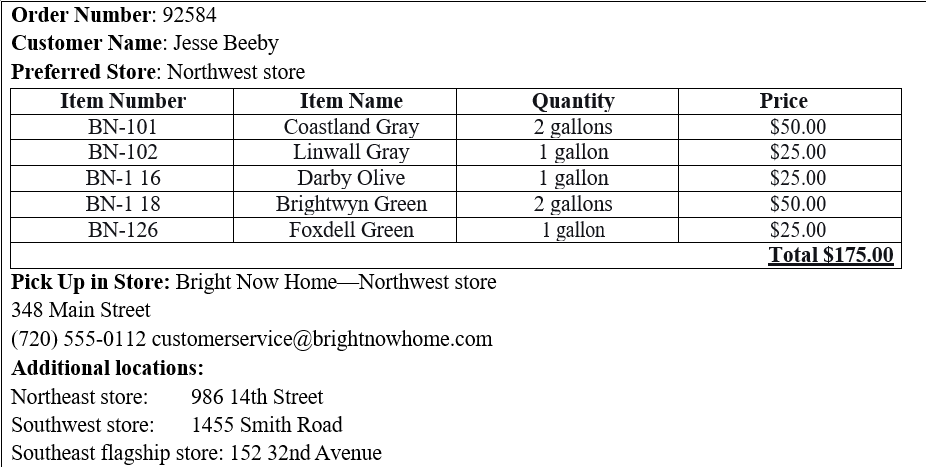 Order Number: 92584
Customer Name: Jesse Beeby
Preferred Store: Northwest store
Item Number Item Name Quantity Price
BN-101 Coastland Gray 2 gallons $50.00
BN-102 Linwall Gray 1 gallon $25.00
BN-1 16 Darby Olive 1 gallon $25.00
BN-1 18 Brightwyn Green 2 gallons $50.00
BN-126 Foxdell Green 1 gallon $25.00
Total $175.00
Pick Up in Store: Bright Now Home—Northwest store
348 Main Street
(720) 555-0112 customerservice@brightnowhome.com
Additional locations:
Northeast store: 986 14th Street
Southwest store: 1455 Smith Road
Southeast flagship store: 152 32nd Avenue